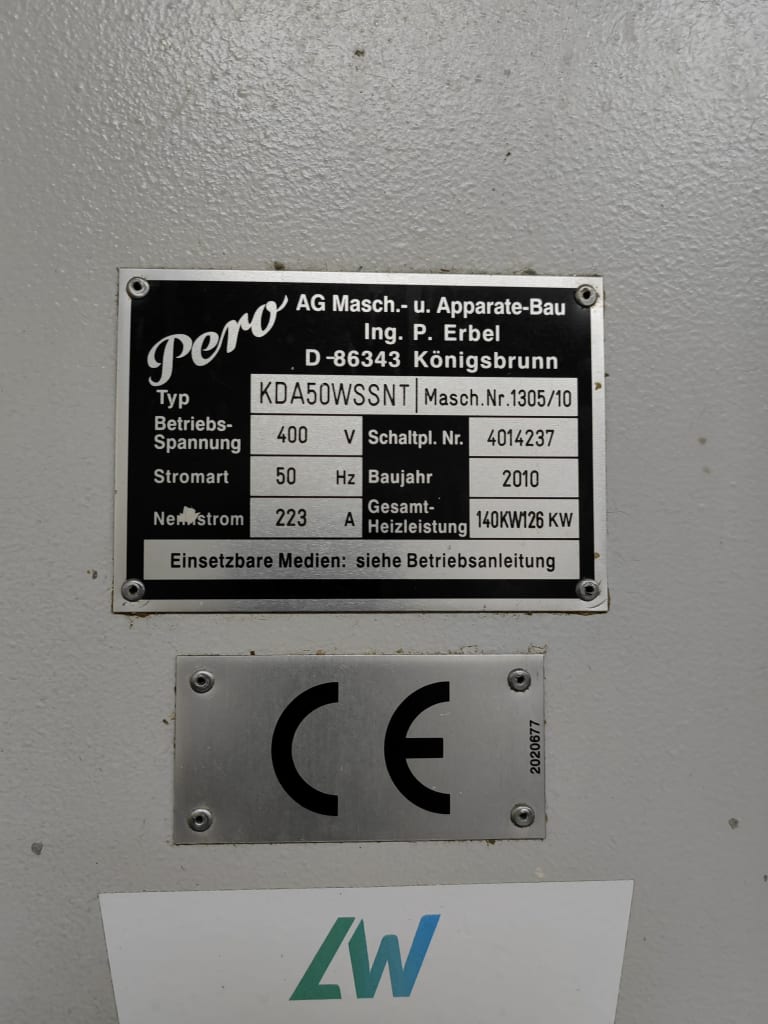 Pero AG Masch.- u. Apparate-Bau
Ing. P. Erbel
D-86343 Königsbrunn
Typ KDA50WSSNT | Masch.Nr.1305/10
Betriebs-
Spannung 400 V Schaltpl. Nr. 4014237
Stromart 50 Hz Baujahr 2010
Nennstrom 223 A Gesamt-
Heizleistung 140KW126 KW
Einsetzbare Medien: siehe Betriebsanleitung
CE
2020677
LW